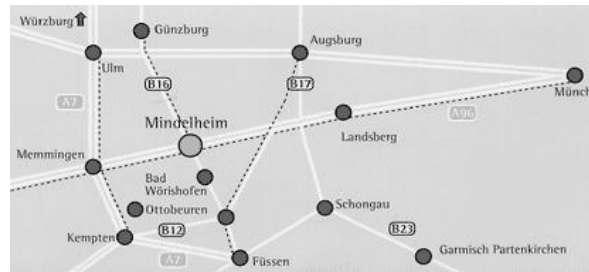 Würzburg
Günzburg
Augsburg
Ulm
B16
B17
Münch
A7
Mindelheim
A96
Landsberg
Memmingen
Bad
Wörishofen
Ottobeuren
Schongau
B12
B23
Kempten
A7
Füssen
Garmisch Partenkirchen